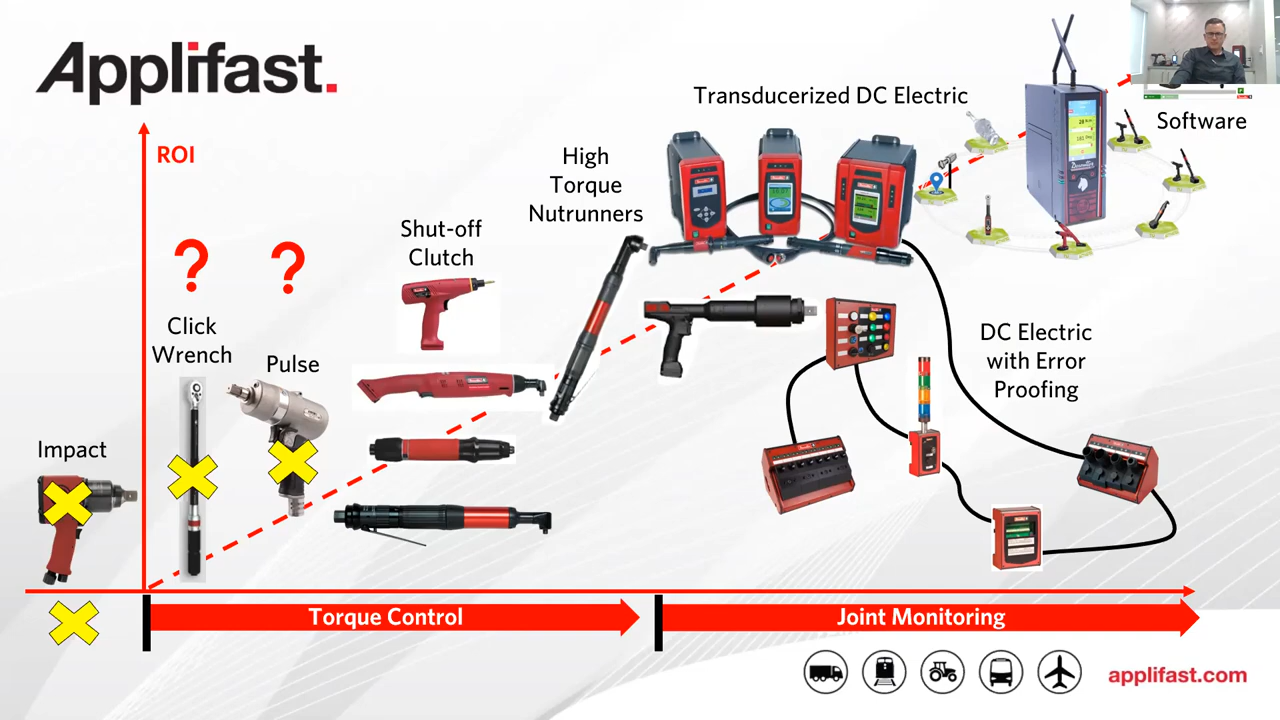 Applifast.
ROI
Transducerized DC Electric
Software
High
Torque
Nutrunners
Shut-off
Clutch
Click
Wrench
Pulse
Impact
DC Electric
with Error
Proofing
Torque Control
Joint Monitoring
applifast.com